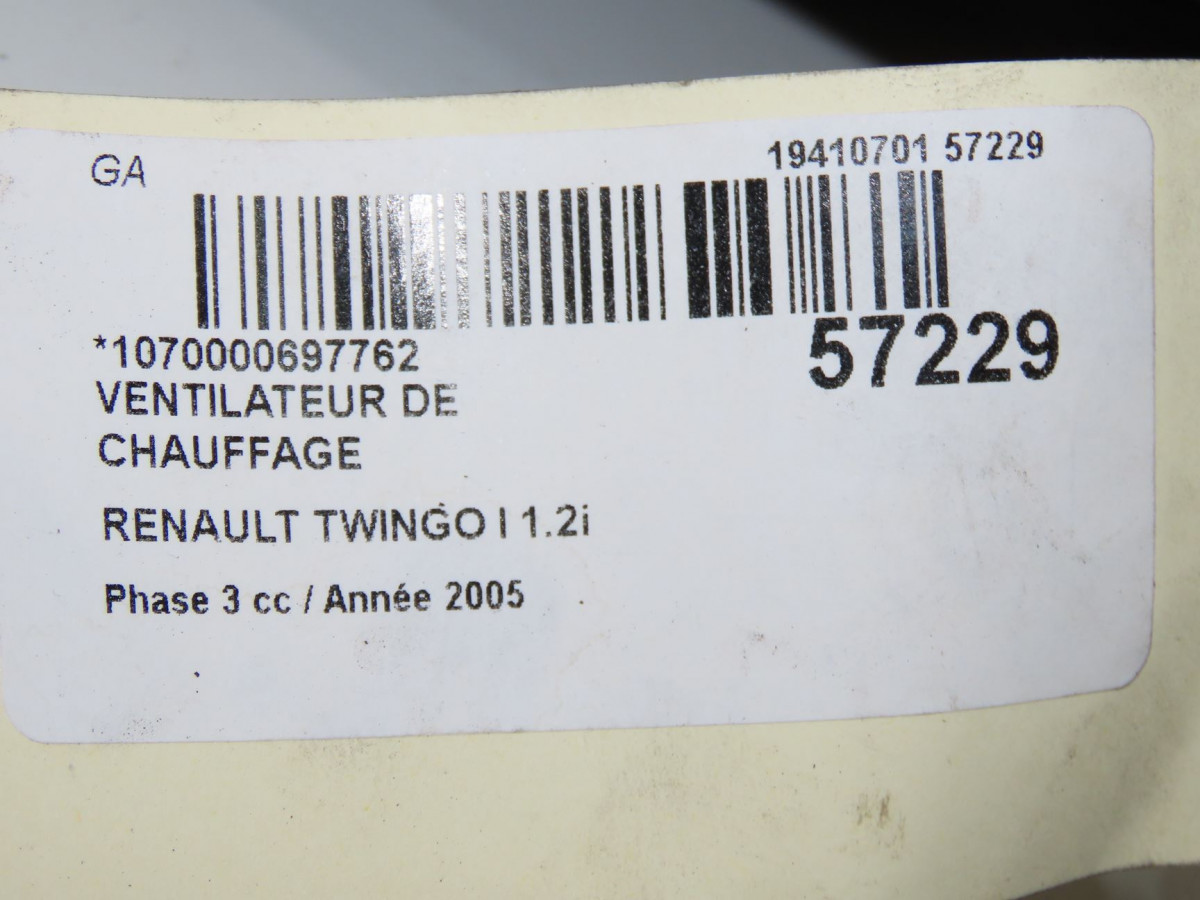 GA
19410701 57229
*1070000697762
57229
VENTILATEUR DE
CHAUFFAGE
RENAULT TWINGO I 1.2i
Phase 3 cc / Année 2005